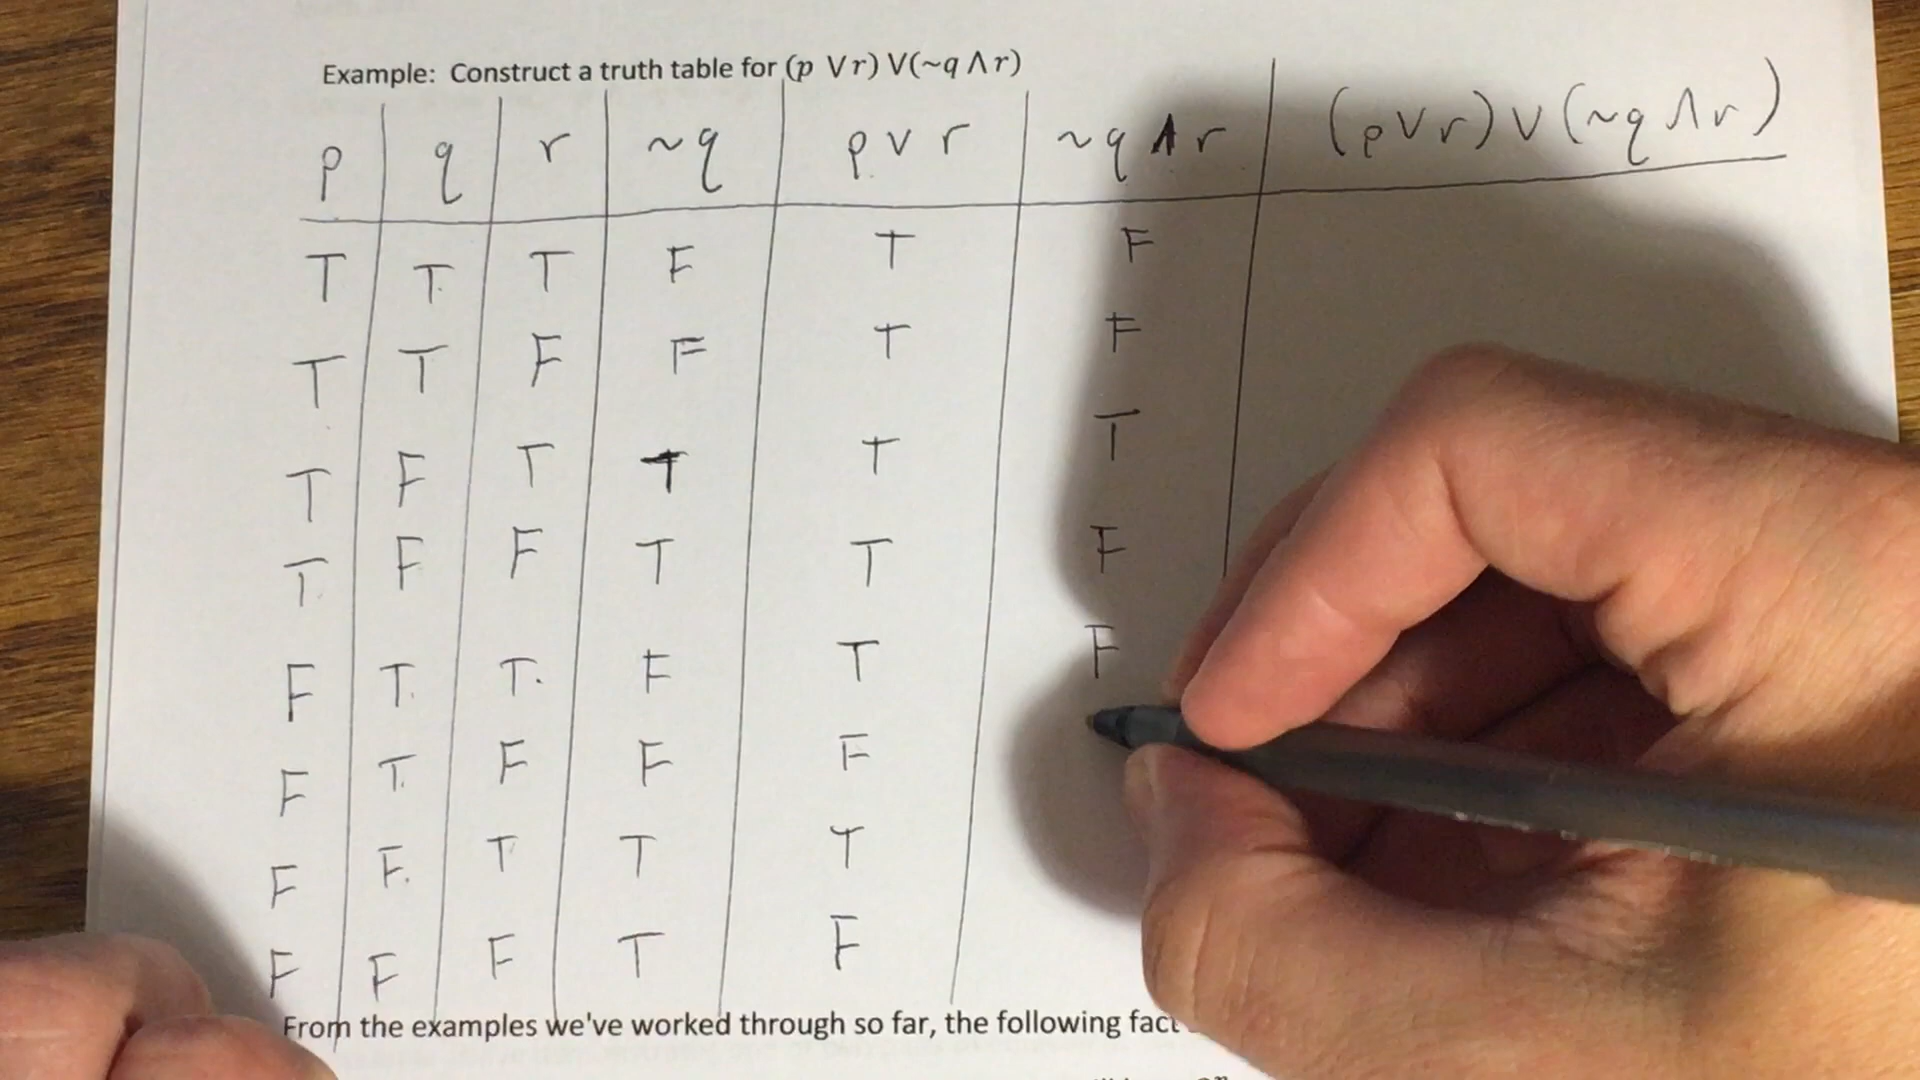 Example: Construct a truth table for (p ∨ r) ∨(~q ∧ r)
p q r ~q p ∨ r ~q ∧ r (p ∨ r) ∨ (~q ∧ r)
T T T F T F
T T F F T F
T F T T T T
T F F T T F
F T T F T F
F T F F F
F F T T T
F F F T F
From the examples we've worked through so far, the following fact